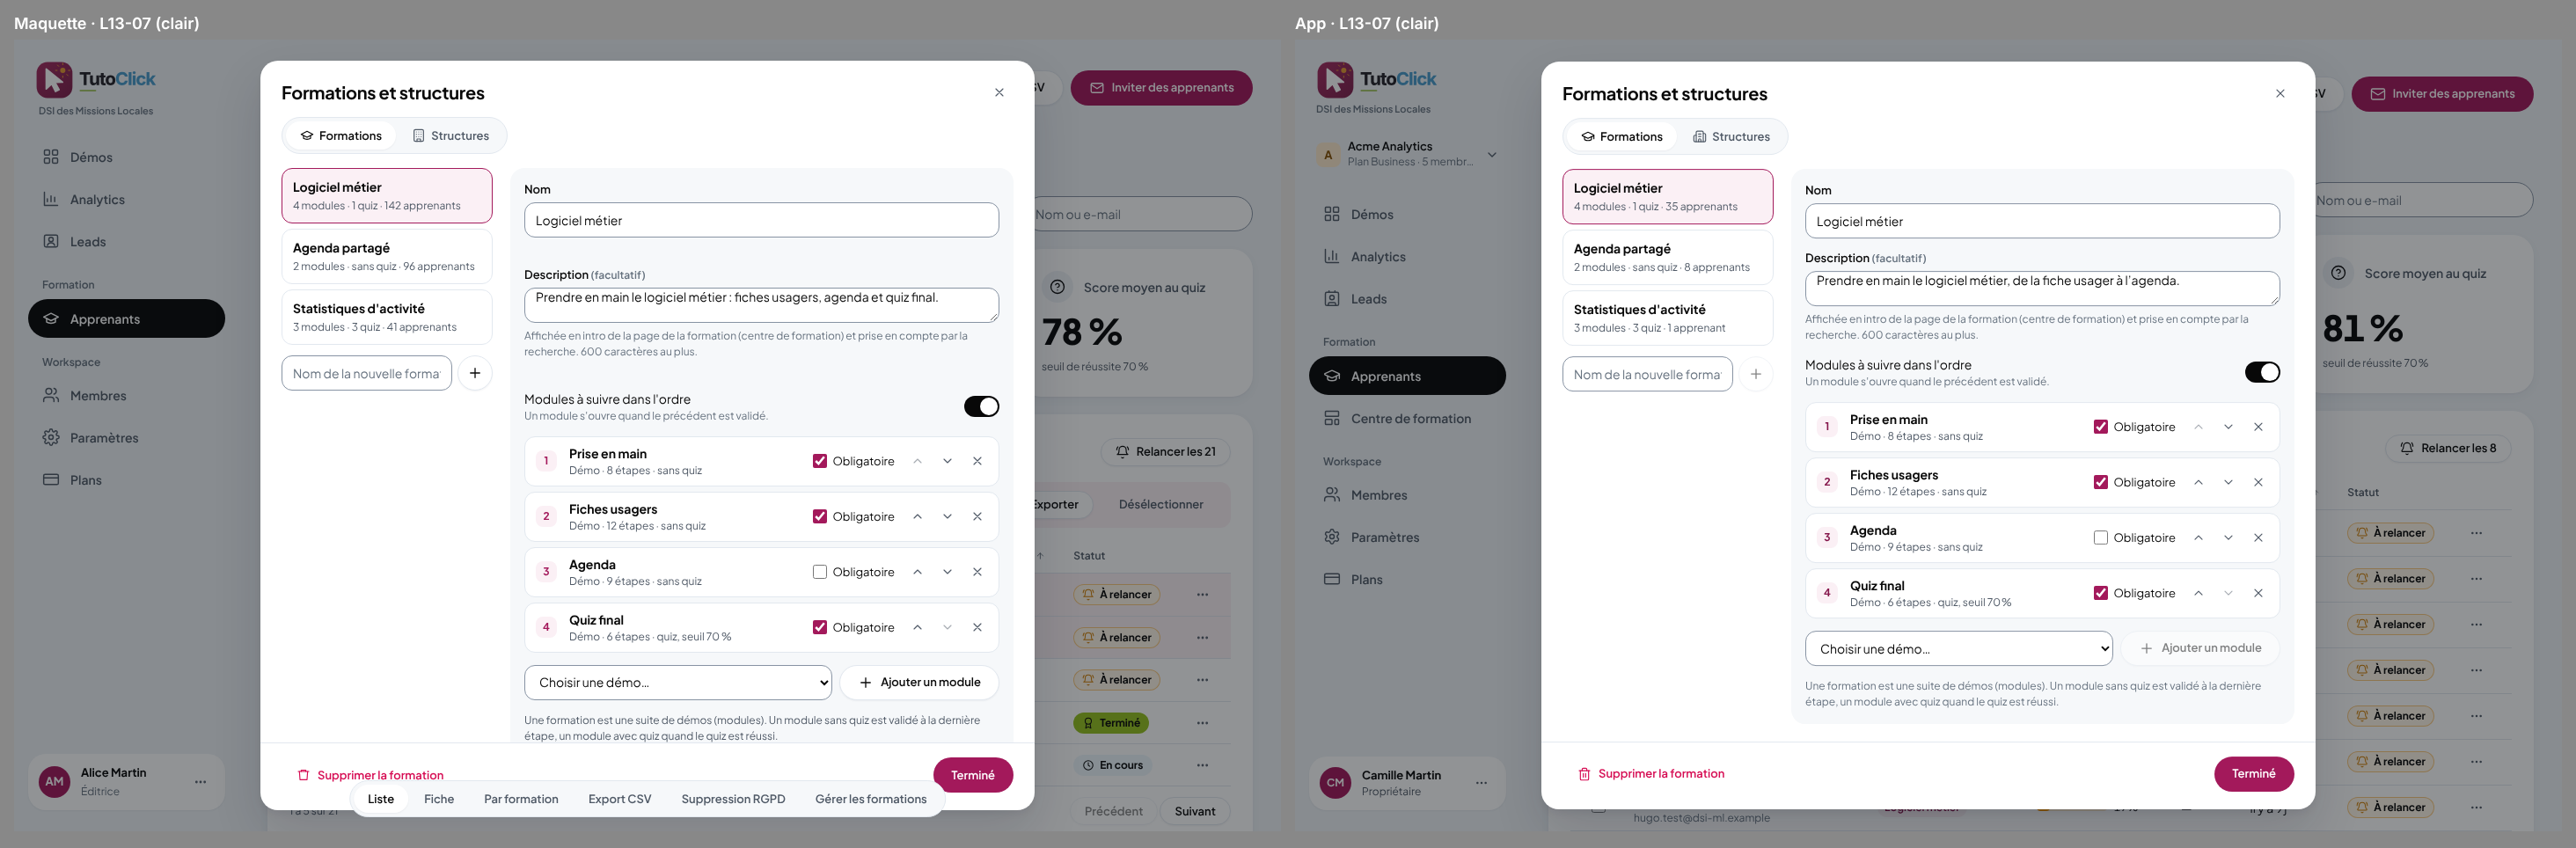 Maquette · L13-07 (clair)
TutoClick
DSI des Missions Locales
Démos
Analytics
Leads
Formation
Apprenants
Workspace
Membres
Paramètres
Plans
AM
Alice Martin
Éditrice
Formations et structures
Formations
Structures
Logiciel métier
4 modules · 1 quiz · 142 apprenants
Agenda partagé
2 modules · sans quiz · 96 apprenants
Statistiques d'activité
3 modules · 3 quiz · 41 apprenants
Nom de la nouvelle forma
Nom
Logiciel métier
Description (facultatif)
Prendre en main le logiciel métier : fiches usagers, agenda et quiz final.
Affichée en intro de la page de la formation (centre de formation) et prise en compte par la
recherche. 600 caractères au plus.
Modules à suivre dans l'ordre
Un module s'ouvre quand le précédent est validé.
1
Prise en main
Démo · 8 étapes · sans quiz
Obligatoire
2
Fiches usagers
Démo · 12 étapes · sans quiz
Obligatoire
3
Agenda
Démo · 9 étapes · sans quiz
Obligatoire
4
Quiz final
Démo · 6 étapes · quiz, seuil 70 %
Obligatoire
Choisir une démo...
Ajouter un module
Une formation est une suite de démos (modules). Un module sans quiz est validé à la dernière
étape, un module avec quiz quand le quiz est réussi.
Supprimer la formation
Terminé
Liste
Fiche
Par formation
Export CSV
Suppression RGPD
Gérer les formations
SV
Inviter des apprenants
Nom ou e-mail
Score moyen au quiz
78 %
seuil de réussite 70 %
Relancer les 21
Exporter
Désélectionner
Statut
À relancer
À relancer
À relancer
Terminé
En cours
Précédent
Suivant
App · L13-07 (clair)
TutoClick
DSI des Missions Locales
A
Acme Analytics
Plan Business · 5 membr...
Démos
Analytics
Leads
Formation
Apprenants
Centre de formation
Workspace
Membres
Paramètres
Plans
CM
Camille Martin
Propriétaire
Formations et structures
Formations
Structures
Logiciel métier
4 modules · 1 quiz · 35 apprenants
Agenda partagé
2 modules · sans quiz · 8 apprenants
Statistiques d'activité
3 modules · 3 quiz · 1 apprenant
Nom de la nouvelle forma
Nom
Logiciel métier
Description (facultatif)
Prendre en main le logiciel métier, de la fiche usager à l'agenda.
Affichée en intro de la page de la formation (centre de formation) et prise en compte par la
recherche. 600 caractères au plus.
Modules à suivre dans l'ordre
Un module s'ouvre quand le précédent est validé.
1
Prise en main
Démo · 8 étapes · sans quiz
Obligatoire
2
Fiches usagers
Démo · 12 étapes · sans quiz
Obligatoire
3
Agenda
Démo · 9 étapes · sans quiz
Obligatoire
4
Quiz final
Démo · 6 étapes · quiz, seuil 70 %
Obligatoire
Choisir une démo...
Ajouter un module
Une formation est une suite de démos (modules). Un module sans quiz est validé à la dernière
étape, un module avec quiz quand le quiz est réussi.
Supprimer la formation
Terminé
SV
Inviter des apprenants
Nom ou e-mail
Score moyen au quiz
81 %
seuil de réussite 70 %
Relancer les 8
Statut
À relancer
À relancer
À relancer
À relancer
À relancer
À relancer
À relancer
hugo.test@dsi-ml.example